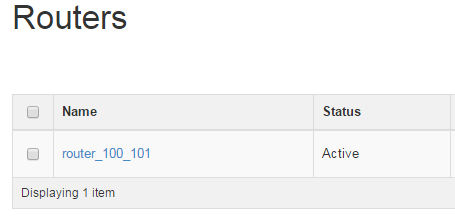 Routers
Name Status
router_100_101 Active
Displaying 1 item